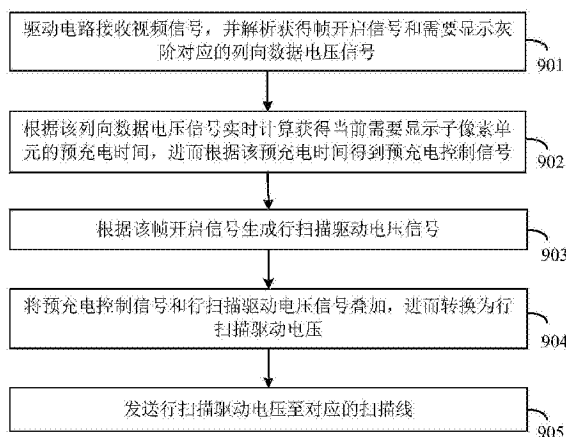 驱动电路接收视频信号，并解析获得帧开启信号和需要显示灰
阶对应的列向数据电压信号
901
根据该列向数据电压信号实时计算获得当前需要显示子像素单
元的预充电时间，进而根据该预充电时间得到预充电控制信号
902
根据该帧开启信号生成行扫描驱动电压信号
903
将预充电控制信号和行扫描驱动电压信号叠加，进而转换为行
扫描驱动电压
904
发送行扫描驱动电压至对应的扫描线
905